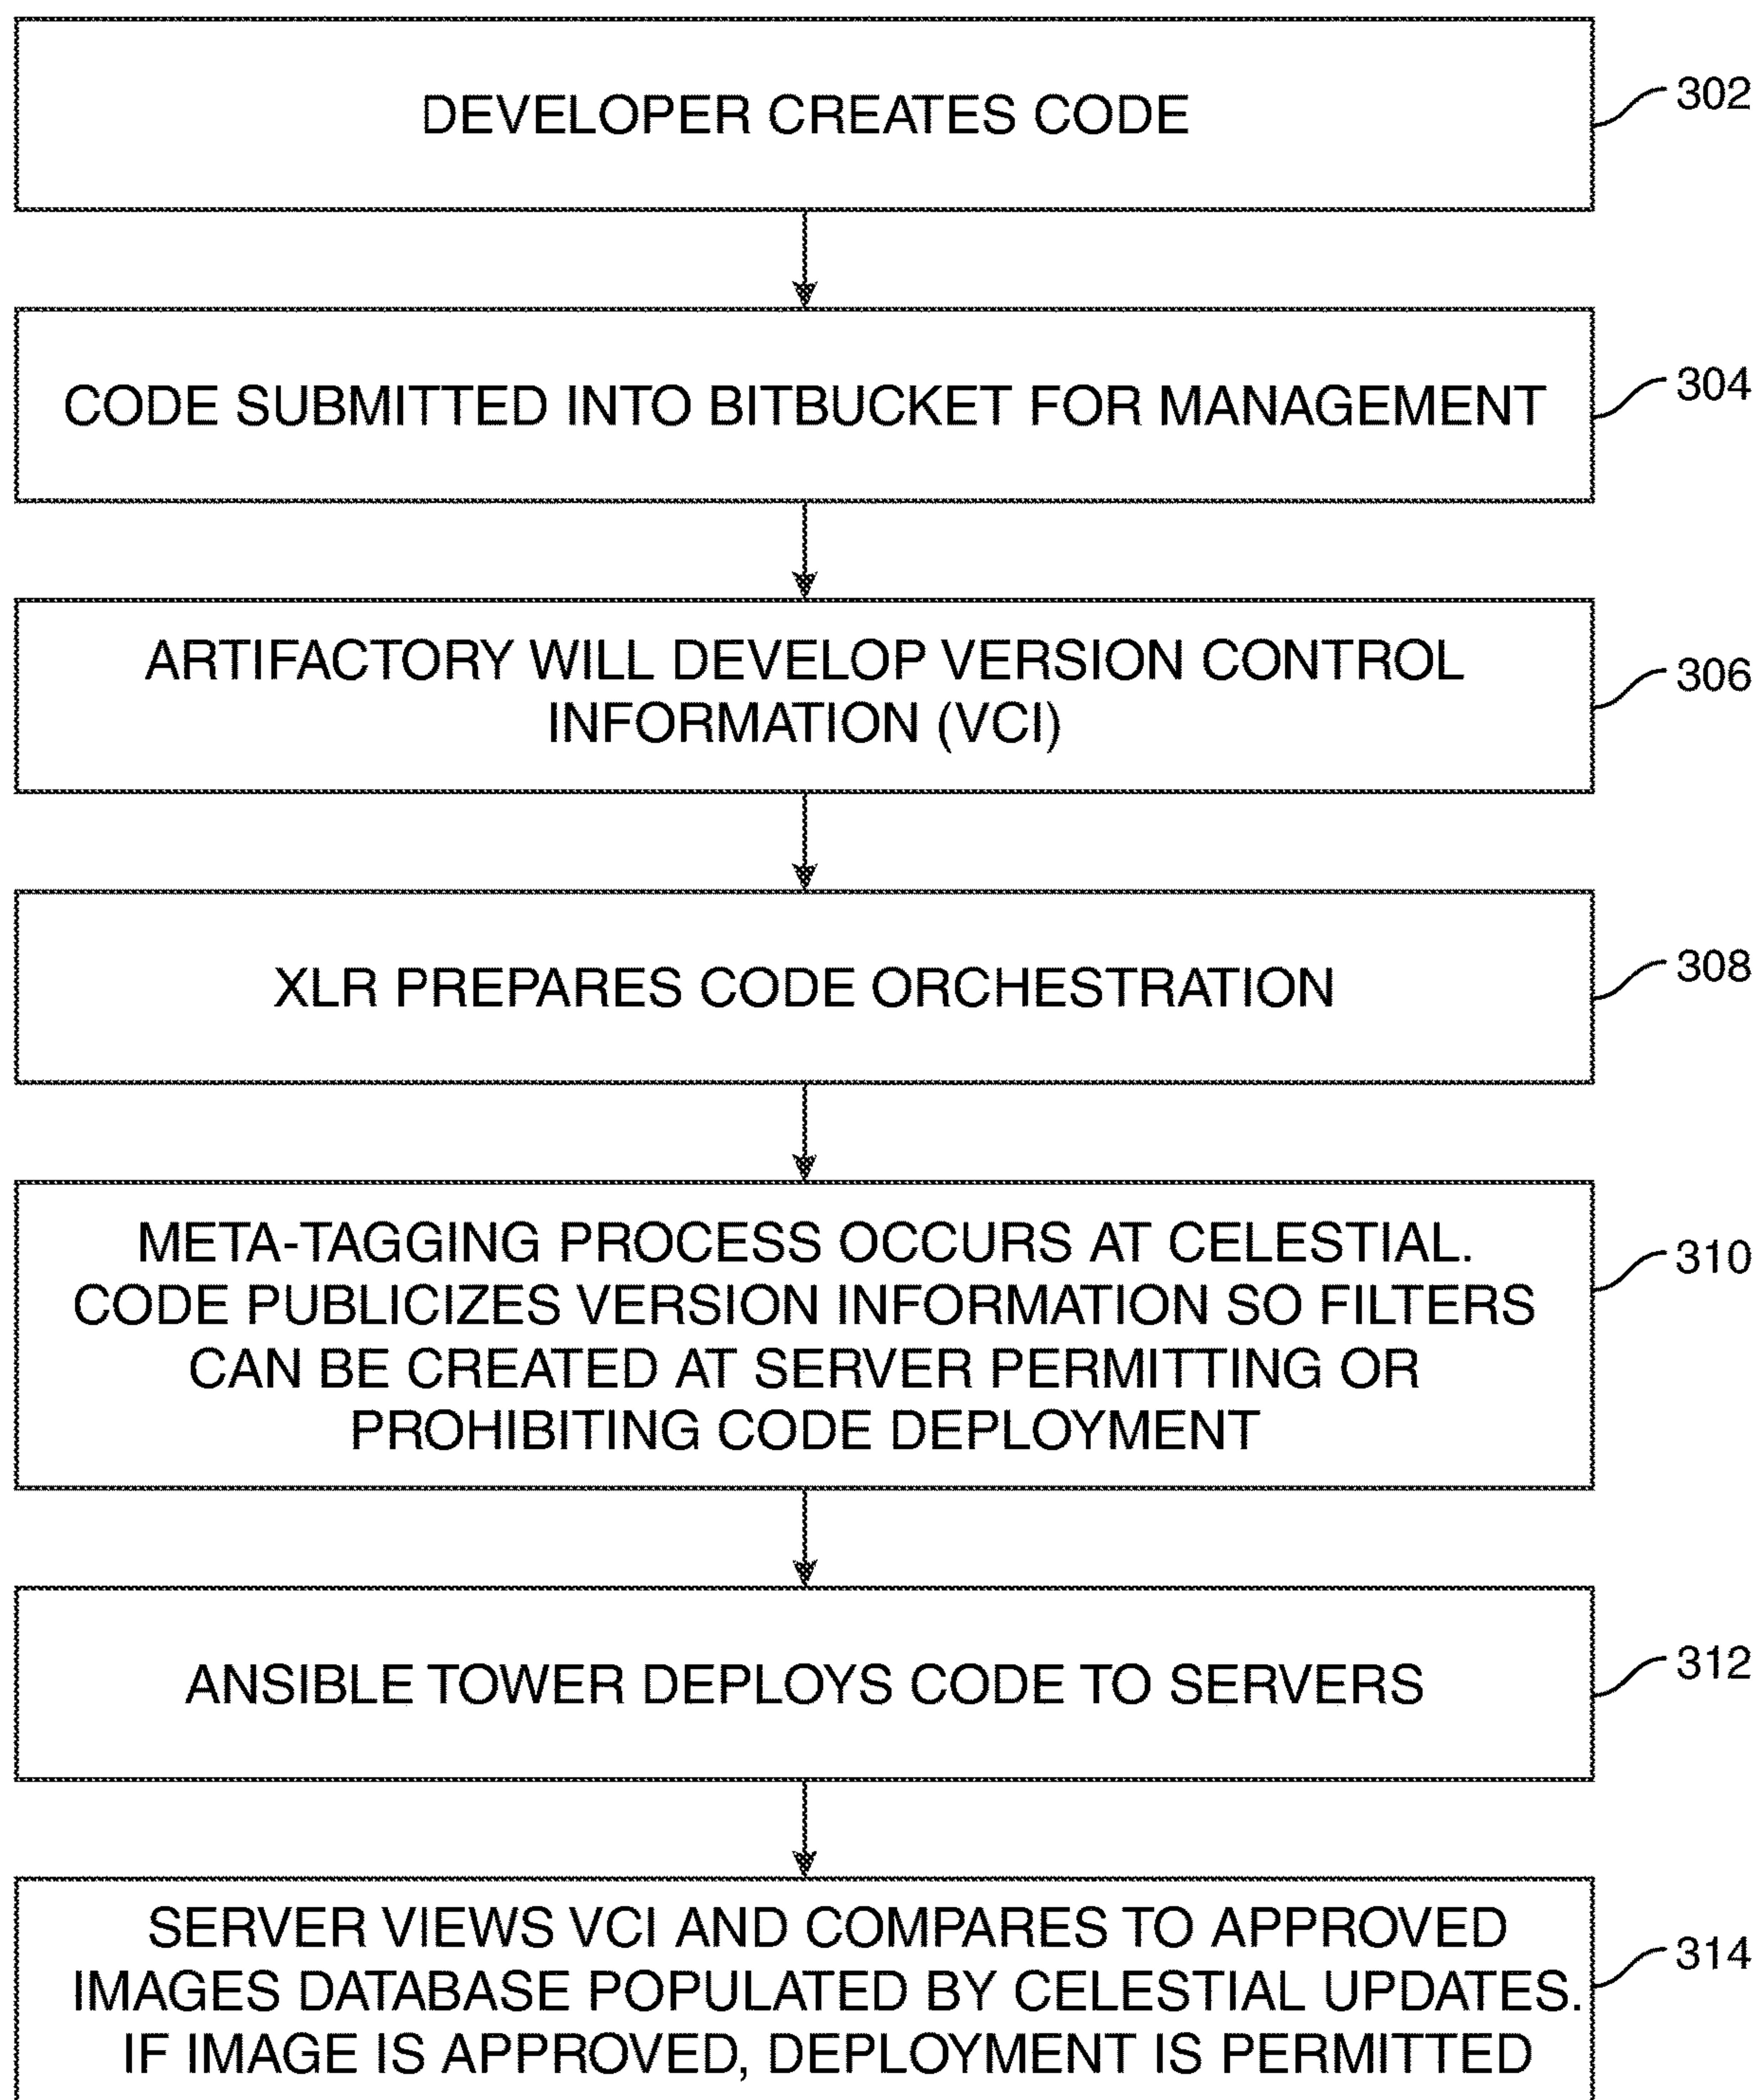 DEVELOPER CREATES CODE
302
CODE SUBMITTED INTO BITBUCKET FOR MANAGEMENT
304
ARTIFACTORY WILL DEVELOP VERSION CONTROL
INFORMATION (VCI)
306
XLR PREPARES CODE ORCHESTRATION
308
META-TAGGING PROCESS OCCURS AT CELESTIAL.
CODE PUBLICIZES VERSION INFORMATION SO FILTERS
CAN BE CREATED AT SERVER PERMITTING OR
PROHIBITING CODE DEPLOYMENT
310
ANSIBLE TOWER DEPLOYS CODE TO SERVERS
312
SERVER VIEWS VCI AND COMPARES TO APPROVED
IMAGES DATABASE POPULATED BY CELESTIAL UPDATES.
IF IMAGE IS APPROVED, DEPLOYMENT IS PERMITTED
314